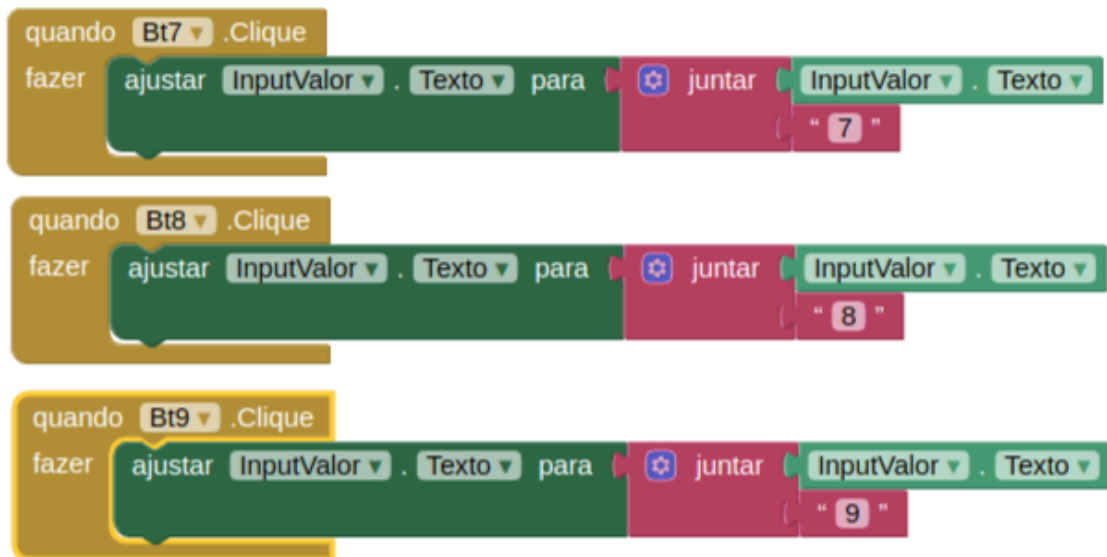 quando Bt7 .Clique
fazer ajustar InputValor . Texto para juntar InputValor . Texto
“ 7 ”
quando Bt8 .Clique
fazer ajustar InputValor . Texto para juntar InputValor . Texto
“ 8 ”
quando Bt9 .Clique
fazer ajustar InputValor . Texto para juntar InputValor . Texto
“ 9 ”